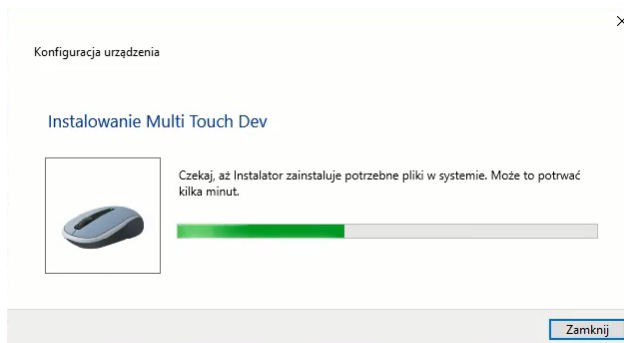 Konfiguracja urządzenia
Instalowanie Multi Touch Dev
Czekaj, aż Instalator zainstaluje potrzebne pliki w systemie. Może to potrwać
kilka minut.
Zamknij